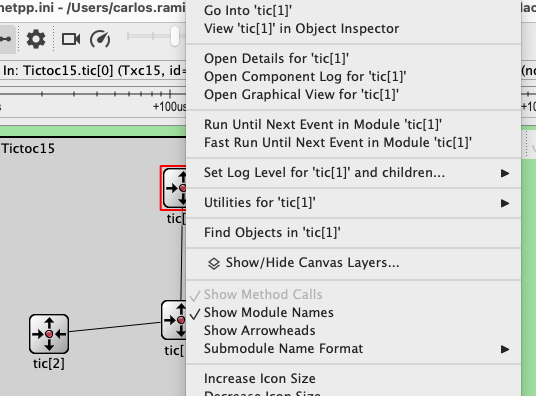 netpp.ini - /Users/carlos.rami
In: Tictoc15.tic[0] (Txc15, id=
+100us
Tictoc15
tic[
tic[
tic[2]
Go Into 'tic[1]'
View 'tic[1]' in Object Inspector
Open Details for 'tic[1]'
Open Component Log for 'tic[1]'
Open Graphical View for 'tic[1]'
Run Until Next Event in Module 'tic[1]'
Fast Run Until Next Event in Module 'tic[1]'
Set Log Level for 'tic[1]' and children...
Utilities for 'tic[1]'
Find Objects in 'tic[1]'
Show/Hide Canvas Layers...
Show Method Calls
Show Module Names
Show Arrowheads
Submodule Name Format
Increase Icon Size
Decrease Icon Size
lac
(no
+